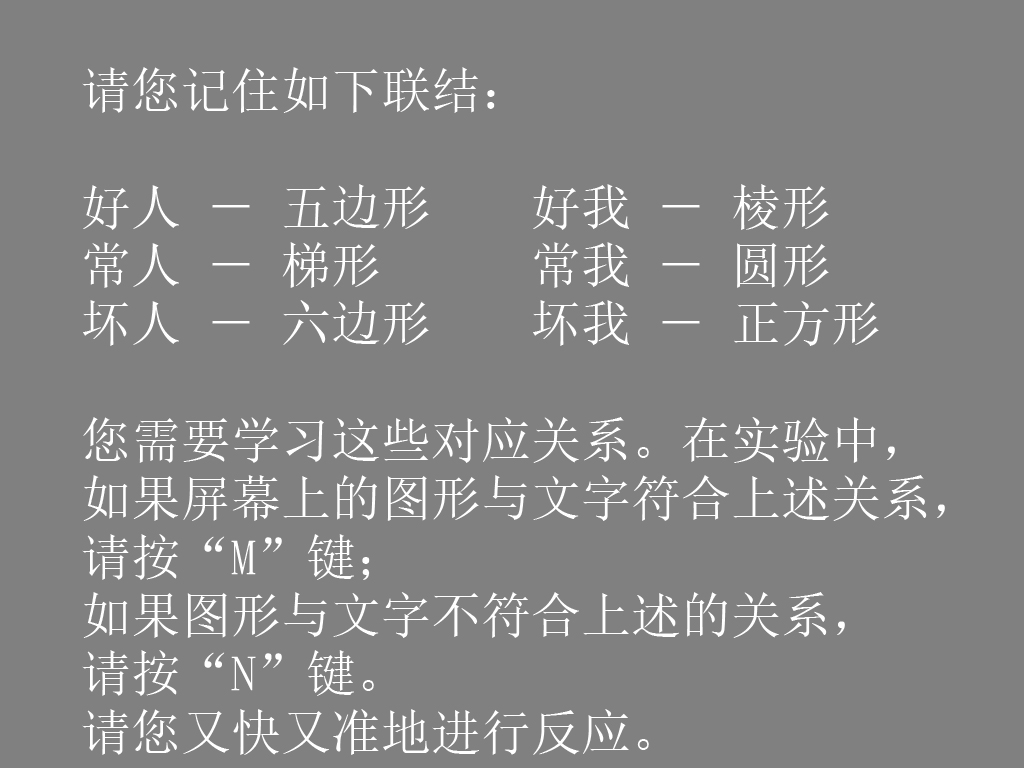 请您记住如下联结：
好人 － 五边形 好我 － 棱形
常人 － 梯形 常我 － 圆形
坏人 － 六边形 坏我 － 正方形
您需要学习这些对应关系。在实验中，
如果屏幕上的图形与文字符合上述关系，
请按“M”键；
如果图形与文字不符合上述的关系，
请按“N”键。
请您又快又准地进行反应。